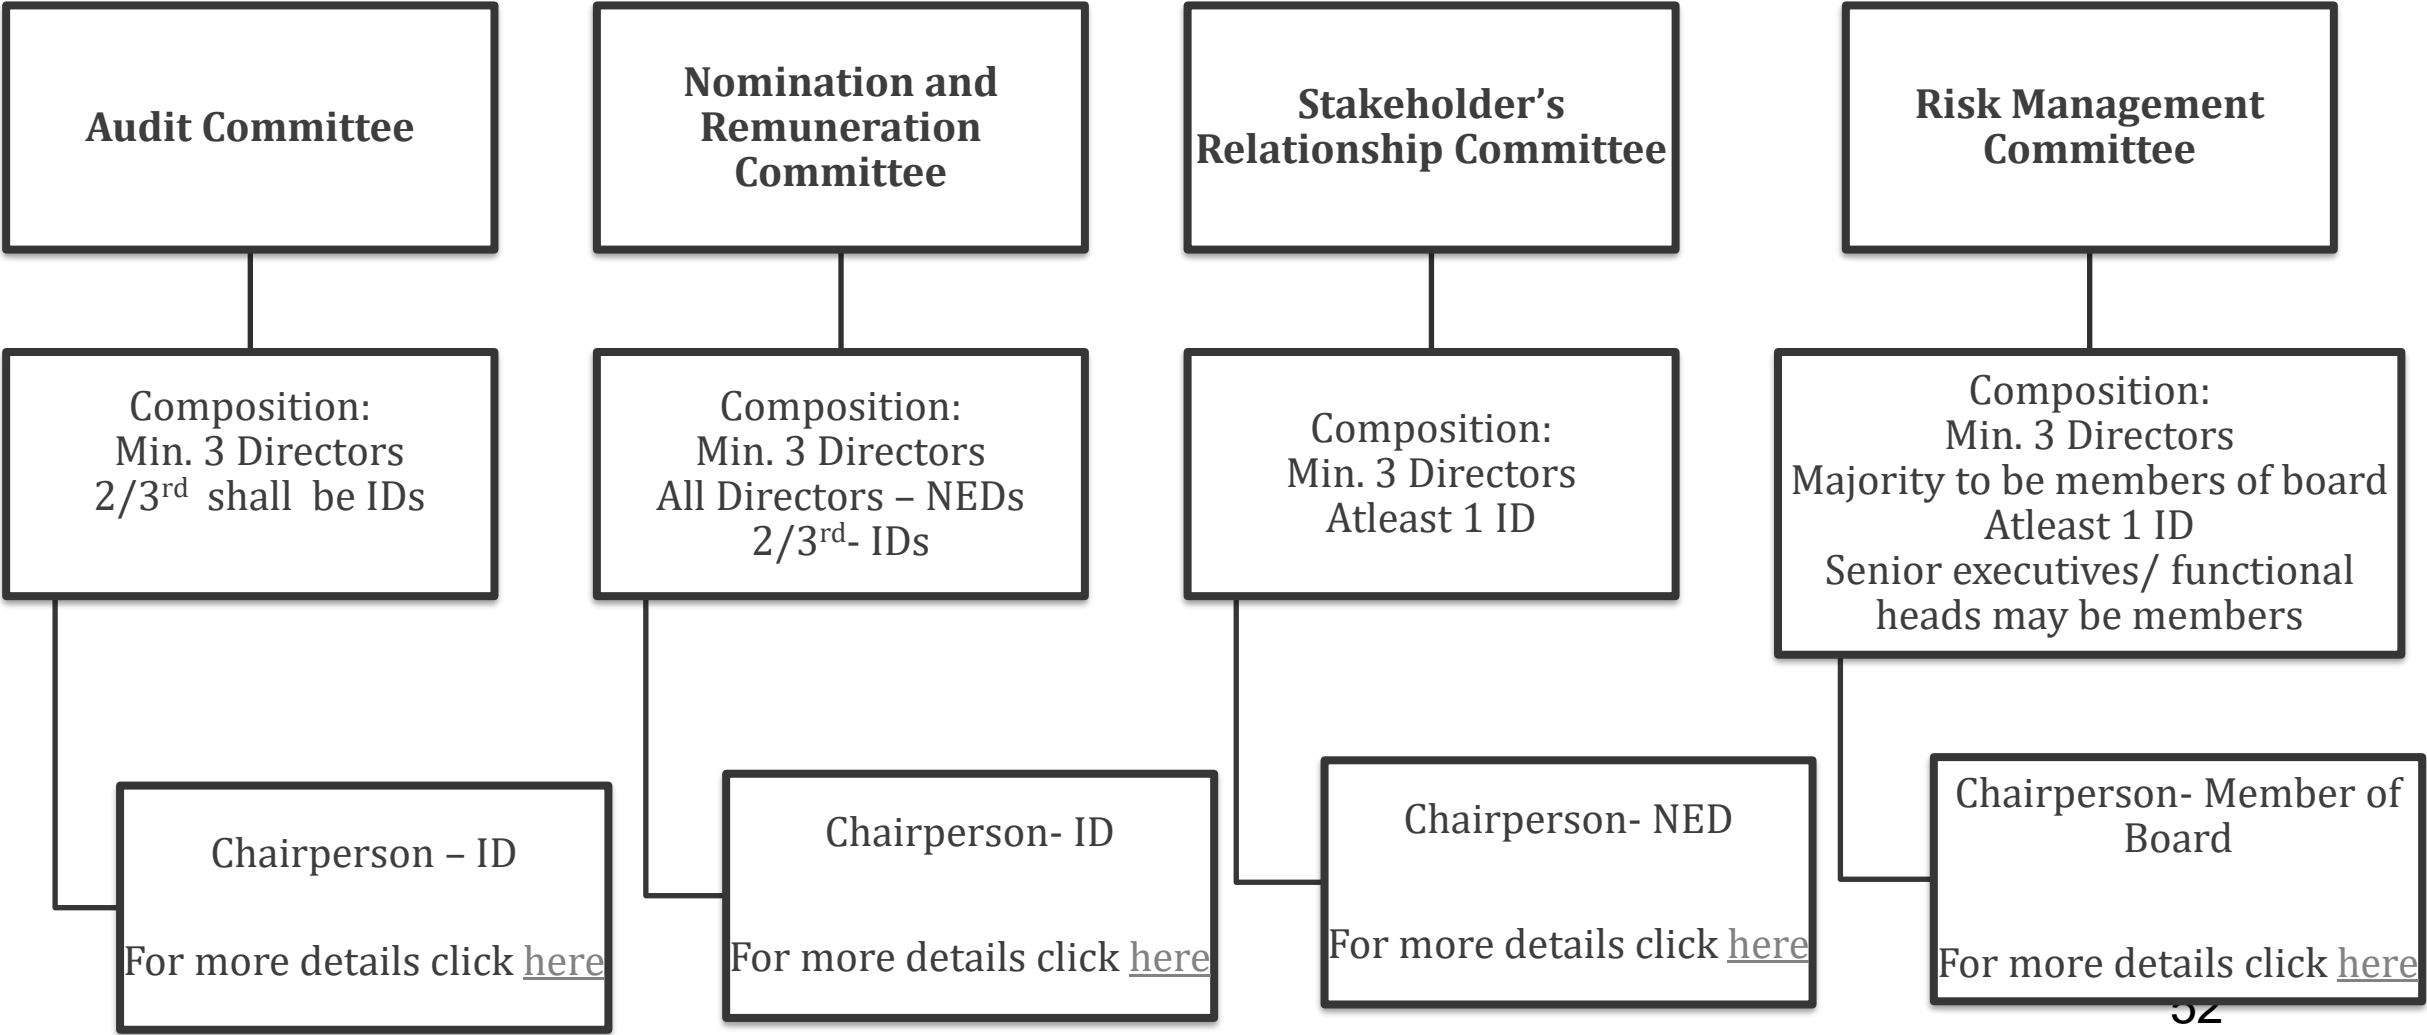 Audit Committee
Nomination and
Remuneration
Committee
Stakeholder’s
Relationship Committee
Risk Management
Committee
Composition:
Min. 3 Directors
2/3rd shall be IDs
Composition:
Min. 3 Directors
All Directors – NEDs
2/3rd- IDs
Composition:
Min. 3 Directors
Atleast 1 ID
Composition:
Min. 3 Directors
Majority to be members of board
Atleast 1 ID
Senior executives/ functional
heads may be members
Chairperson – ID
For more details click here
Chairperson- ID
For more details click here
Chairperson- NED
For more details click here
Chairperson- Member of
Board
For more details click here
52